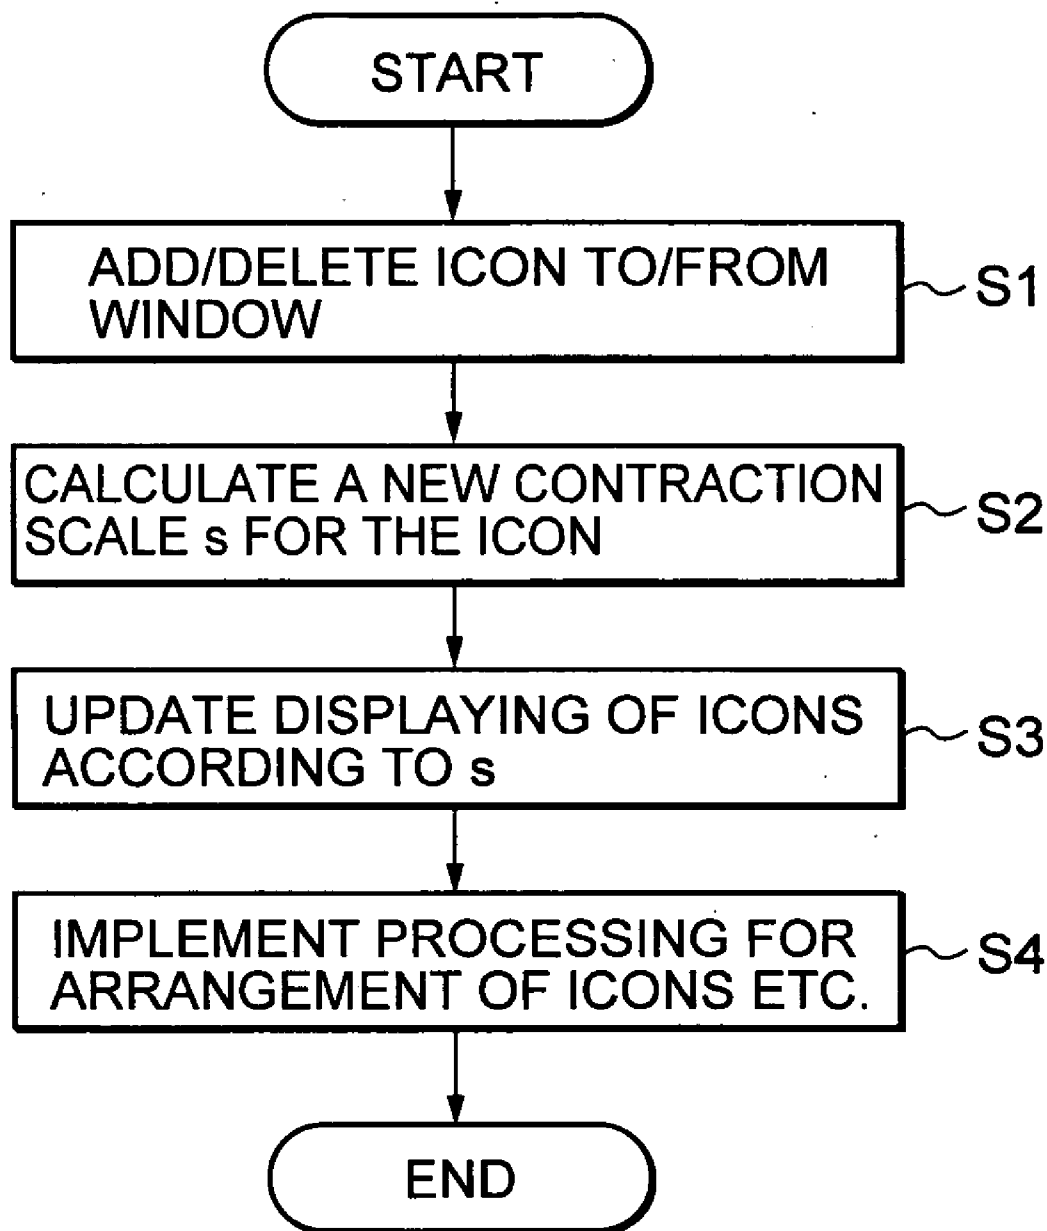 START
ADD/DELETE ICON TO/FROM
WINDOW
S1
CALCULATE A NEW CONTRACTION
SCALE s FOR THE ICON
S2
UPDATE DISPLAYING OF ICONS
ACCORDING TO s
S3
IMPLEMENT PROCESSING FOR
ARRANGEMENT OF ICONS ETC.
S4
END